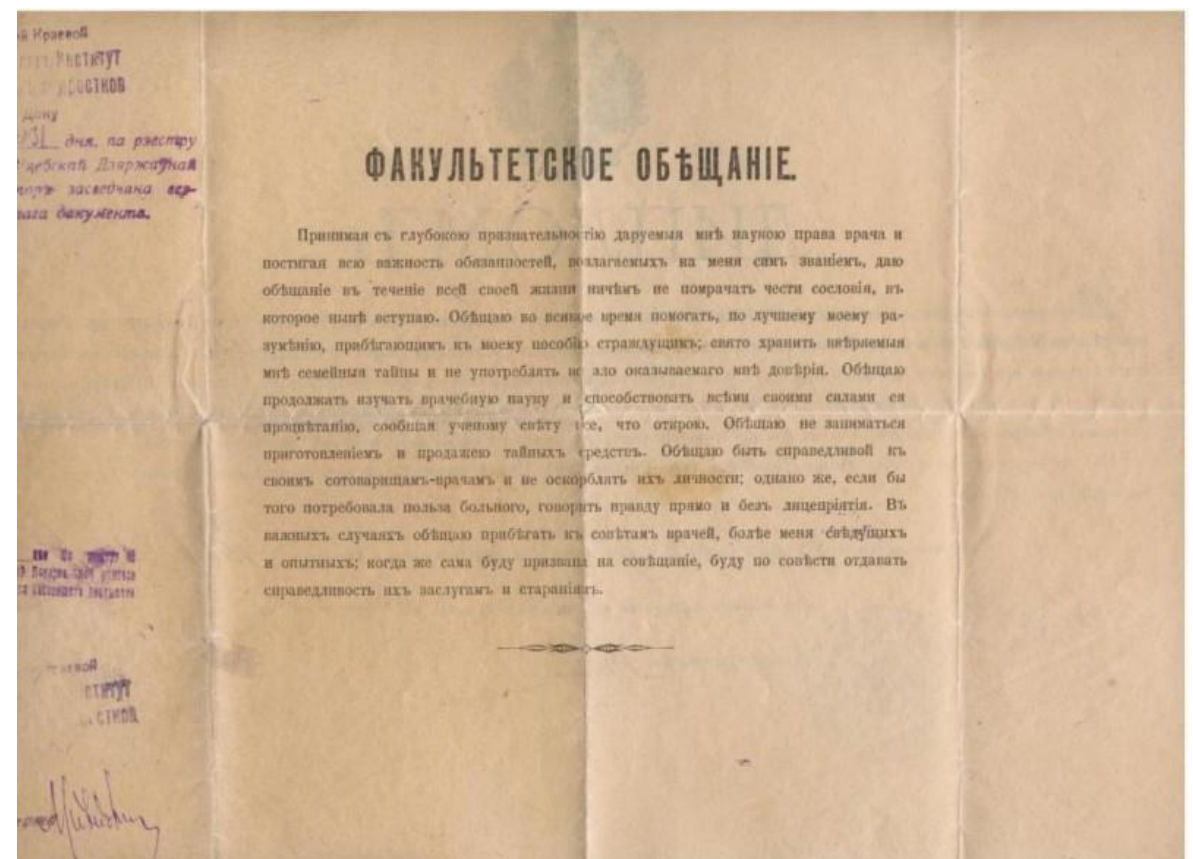 Краевой
дня, па рэестру
Дзяржаўнай
засведчана
дакумента.
ФАКУЛЬТЕТСКОЕ ОБѢЩАНІЕ.
Принимая съ глубокою признательностію даруемыя мнѣ наукою права врача и
постигая всю важность обязанностей, возлагаемыхъ на меня симъ званіемъ, даю
обѣщаніе въ теченіе всей своей жизни ничѣмъ не помрачать чести сословія, въ
которое нынѣ вступаю. Обѣщаю во всякое время помогать, по лучшему моему ра-
зумѣнію, прибѣгающимъ къ моему пособію страждущимъ; свято хранить ввѣряемыя
мнѣ семейныя тайны и не употреблять во зло оказываемаго мнѣ довѣрія. Обѣщаю
продолжать изучать врачебную науку и способствовать всѣми своими силами ея
процвѣтанію, сообщая ученому свѣту все, что открою. Обѣщаю не заниматься
приготовленіемъ и продажею тайныхъ средствъ. Обѣщаю быть справедливой къ
своимъ сотоварищамъ-врачамъ и не оскорблять ихъ личности; однако же, если бы
того потребовала польза больного, говорить правду прямо и безъ лицепріятія. Въ
важныхъ случаяхъ обѣщаю прибѣгать къ совѣтамъ врачей, болѣе меня свѣдущихъ
и опытныхъ; когда же сама буду призвана на совѣщаніе, буду по совѣсти отдавать
справедливость ихъ заслугамъ и стараніямъ.